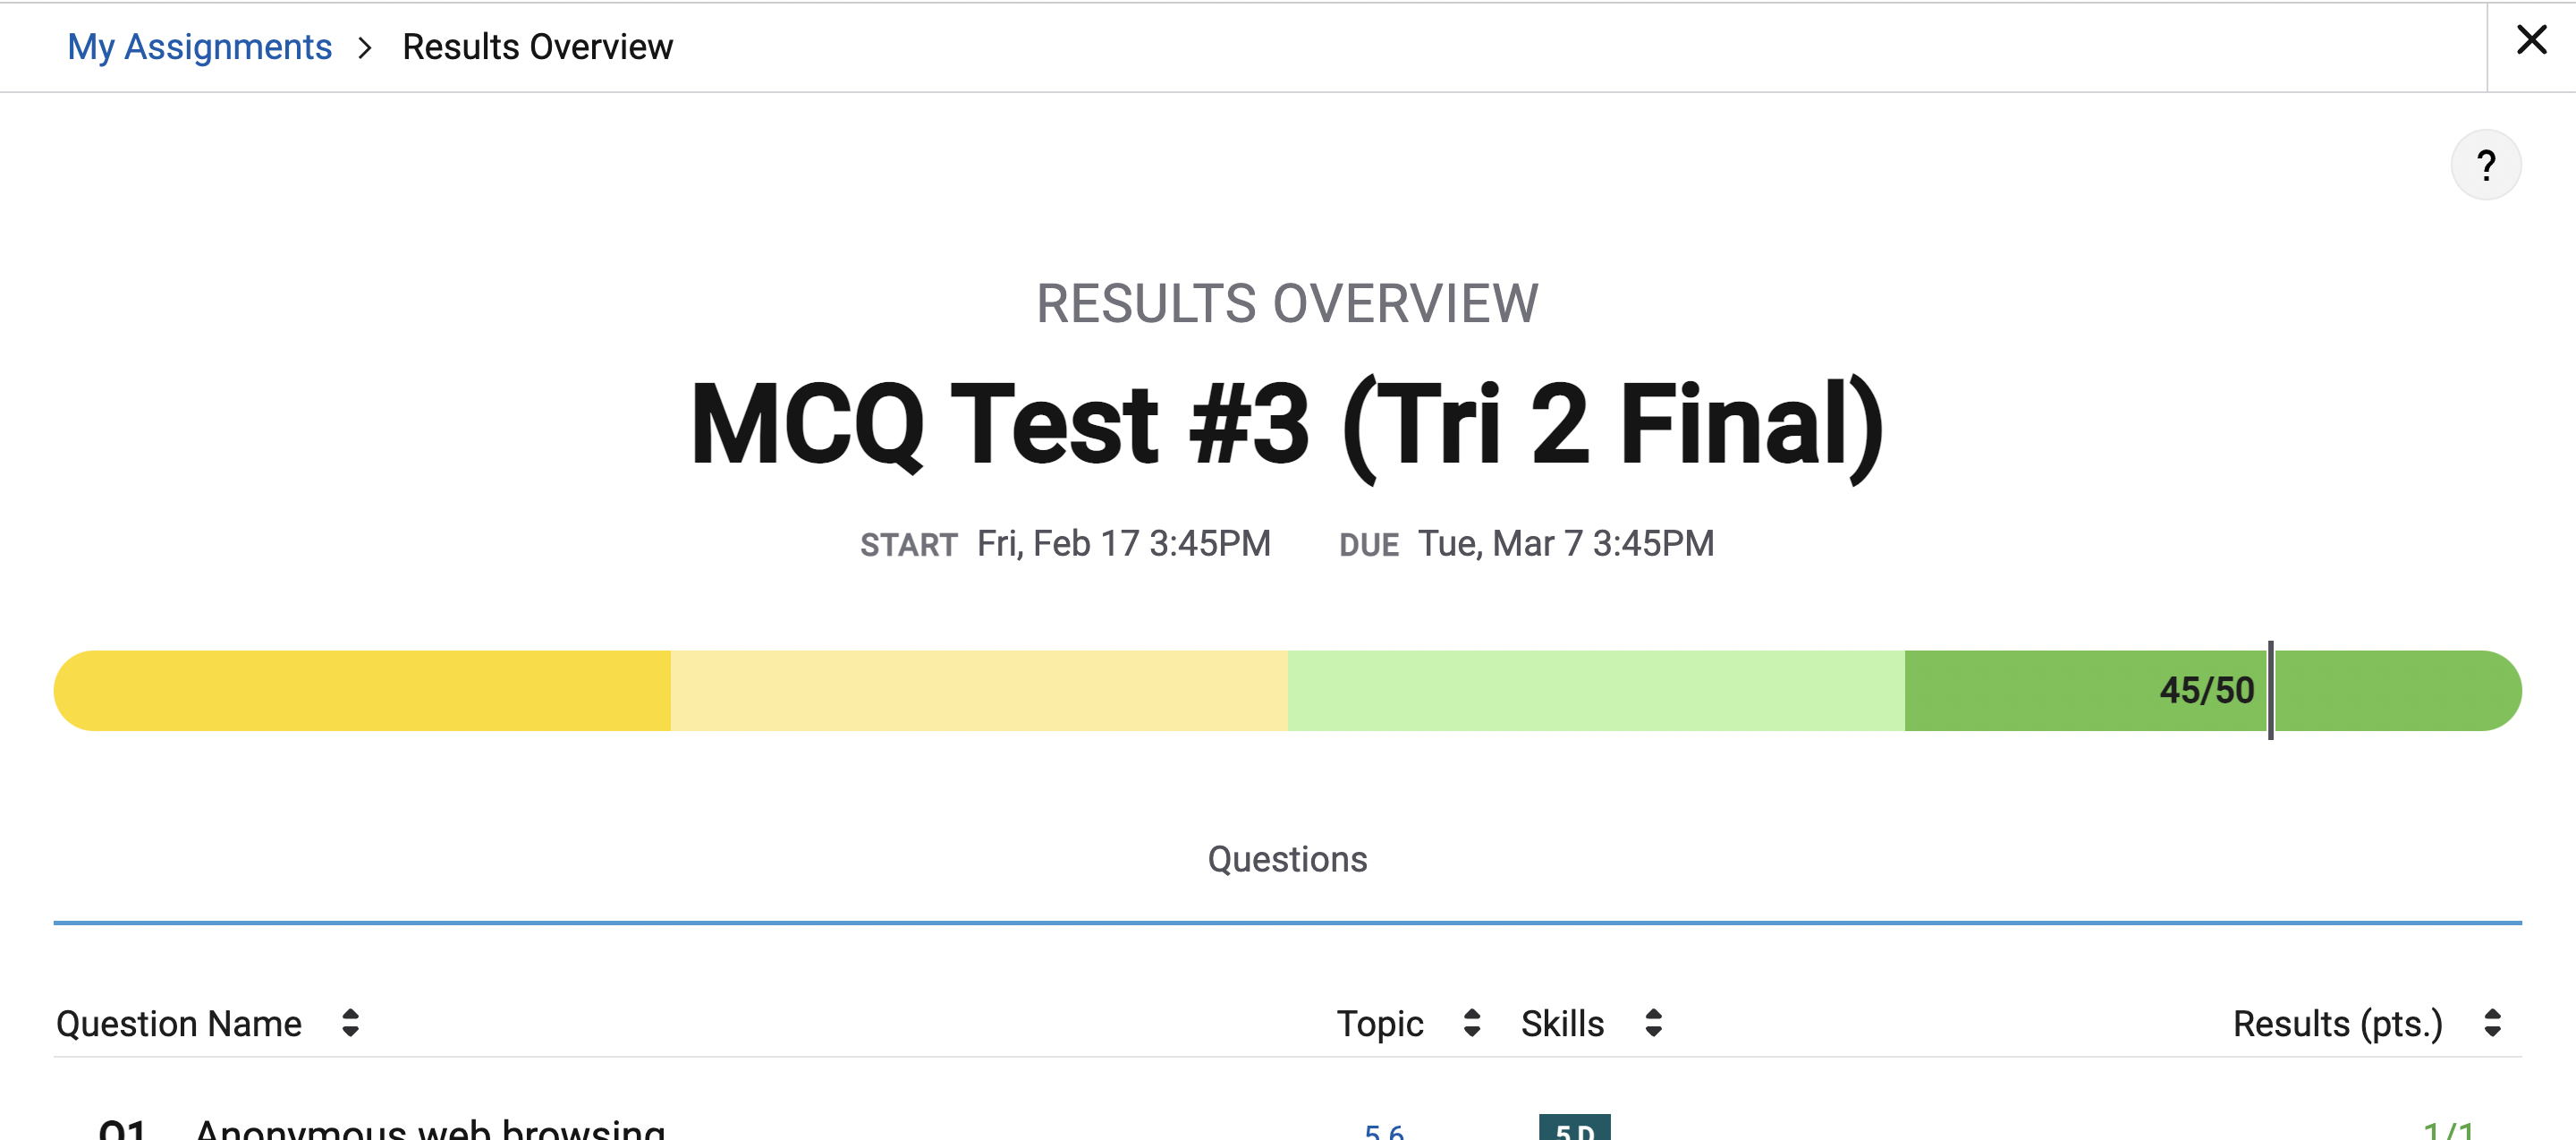 My Assignments > Results Overview
?
RESULTS OVERVIEW
MCQ Test #3 (Tri 2 Final)
START Fri, Feb 17 3:45PM DUE Tue, Mar 7 3:45PM
45/50
Questions
Question Name Topic Skills Results (pts.)
Q1 Anonymous web browsing 5.6 5.D 1/1